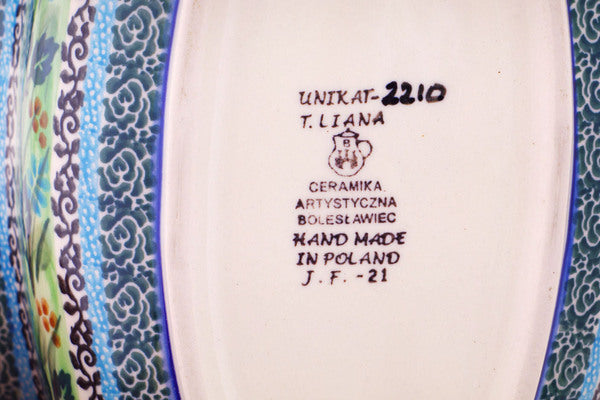 UNIKAT-2210
T. LIANA
B
CERAMIKA
ARTYSTYCZNA
BOLESŁAWIEC
HAND MADE
IN POLAND
J. F. -21